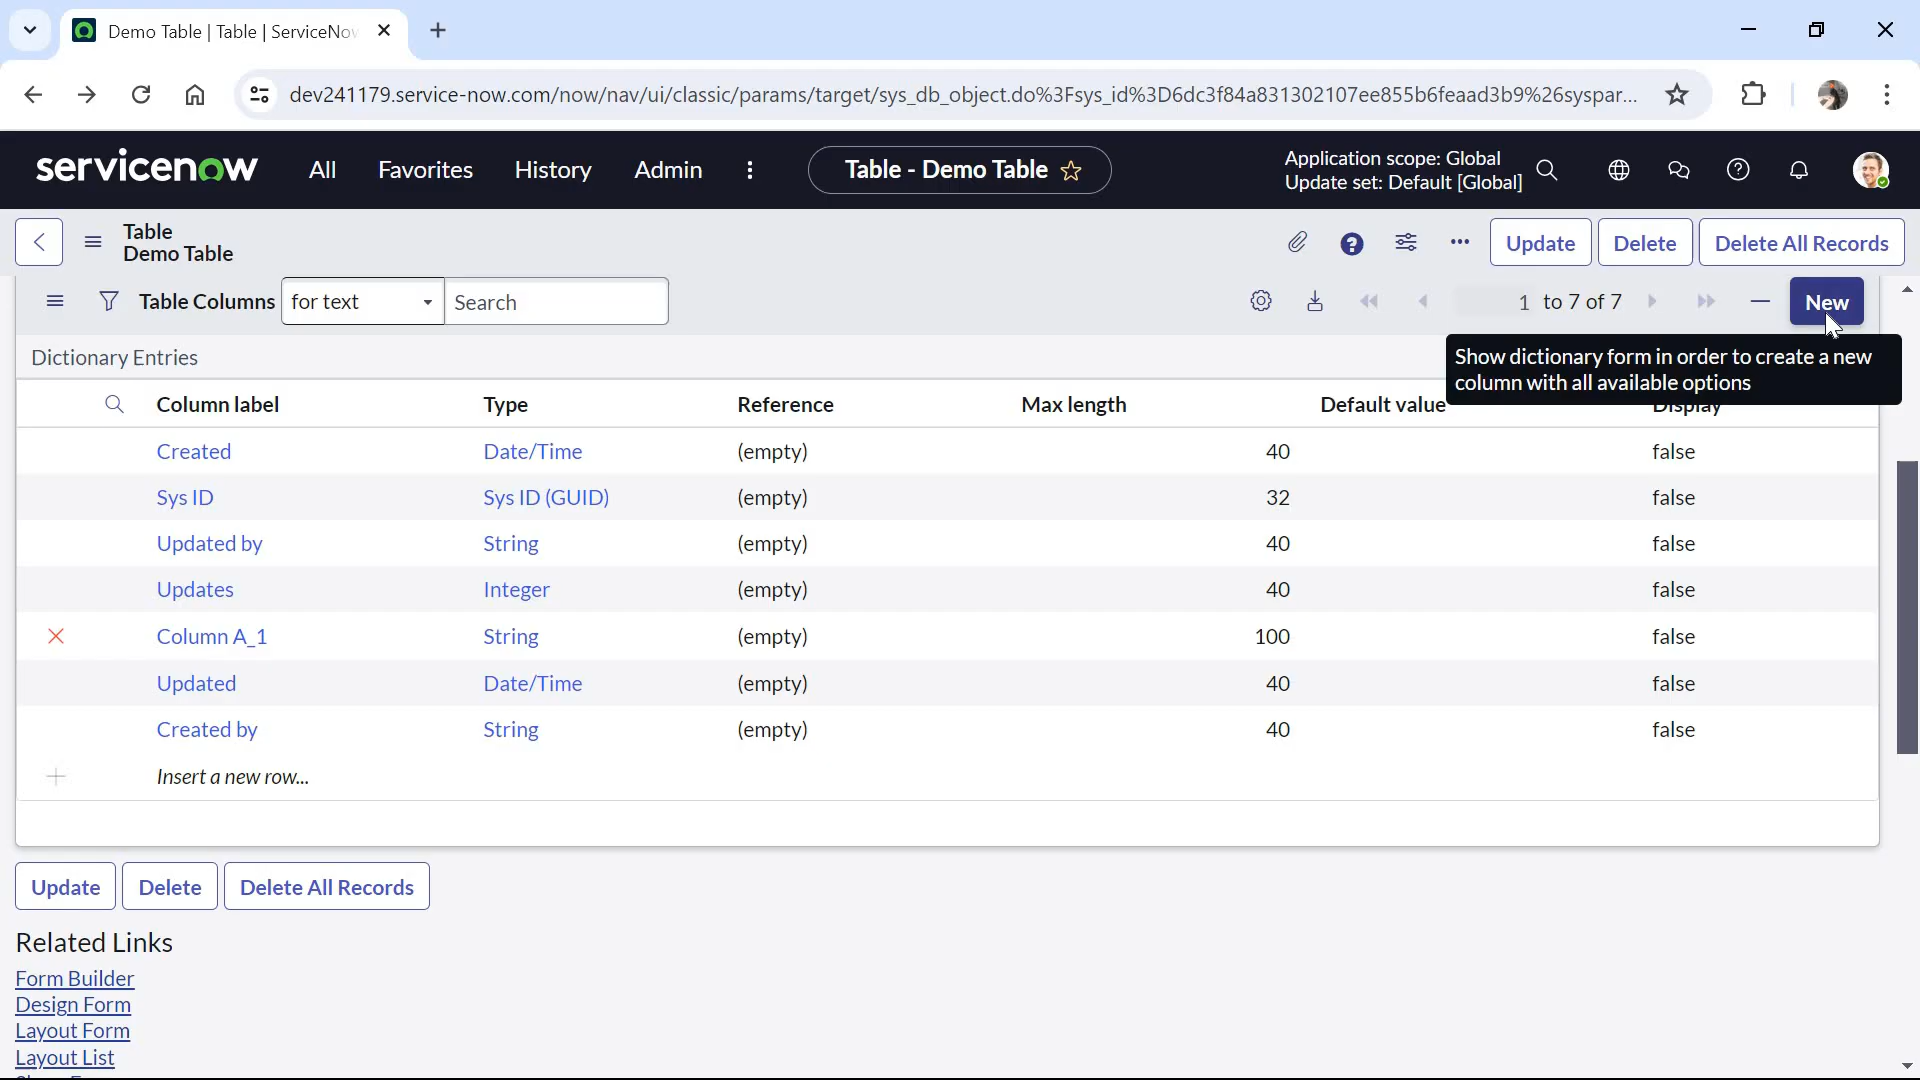 Demo Table | Table | ServiceNow
dev241179.service-now.com/now/nav/ui/classic/params/target/sys_db_object.do%3Fsys_id%3D6dc3f84a831302107ee855b6feaad3b9%26syspar...
servicenow All Favorites History Admin Table - Demo Table Application scope: Global
Update set: Default [Global]
Table
Demo Table
Update Delete Delete All Records
Table Columns for text Search 1 to 7 of 7 New
Show dictionary form in order to create a new
column with all available options
Dictionary Entries
Column label Type Reference Max length Default value Display
Created Date/Time (empty) 40 false
Sys ID Sys ID (GUID) (empty) 32 false
Updated by String (empty) 40 false
Updates Integer (empty) 40 false
Column A_1 String (empty) 100 false
Updated Date/Time (empty) 40 false
Created by String (empty) 40 false
Insert a new row...
Update Delete Delete All Records
Related Links
Form Builder
Design Form
Layout Form
Layout List